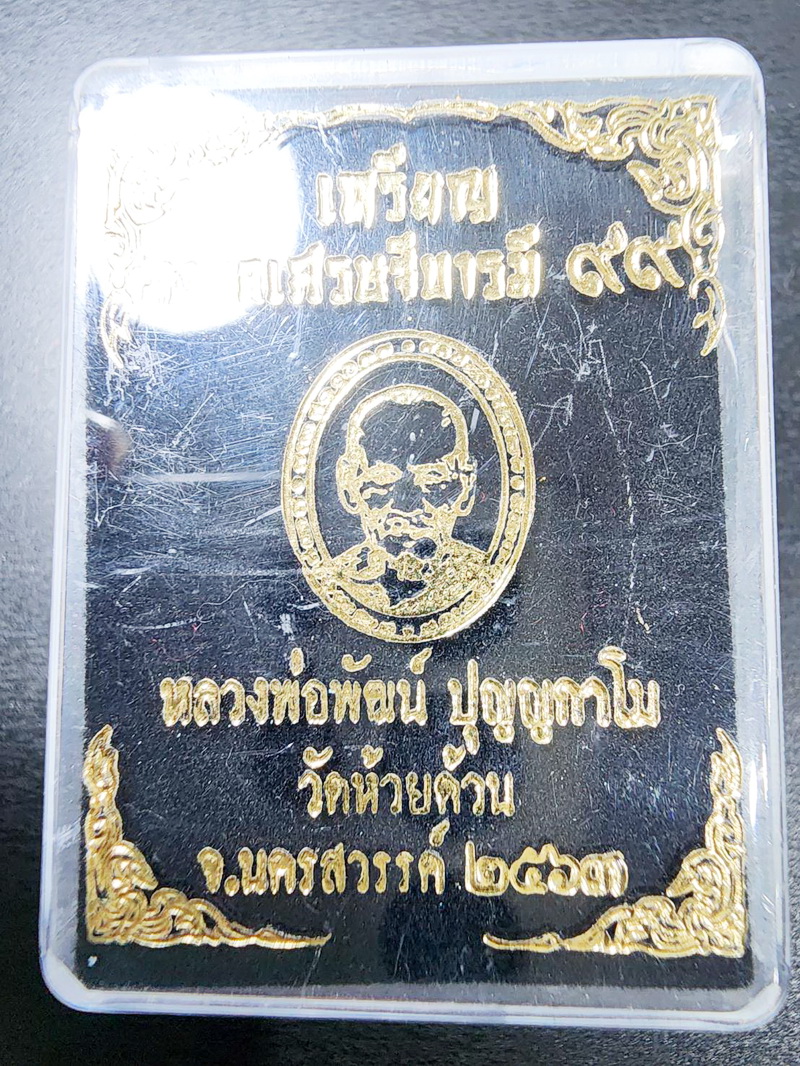 เหรียญ
เศรษฐีบารมี ๙๙
หลวงพ่อพัฒน์ ปุญญกาโม
วัดห้วยด้วน
จ.นครสวรรค์ ๒๕๖๓